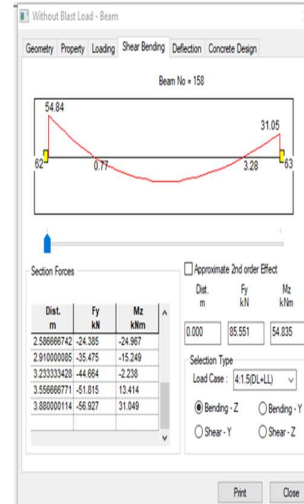 Without Blast Load - Beam
Geometry Property Loading Shear Bending Deflection Concrete Design
Beam No = 158
54.84
31.05
62 0.77 3.28 63
Section Forces
Dist. Fy Mz
m kN kNm
2.586666742 -24.385 -24.967
2.910000085 -35.475 -15.249
3.233333428 -44.664 -2.238
3.556666771 -51.815 13.414
3.880000114 -56.927 31.049
Approximate 2nd order Effect
Dist. Fy Mz
m kN kNm
0.000 85.551 54.835
Selection Type
Load Case : 4:1.5(DL+LL)
Bending - Z Bending - Y
Shear - Y Shear - Z
Print Close